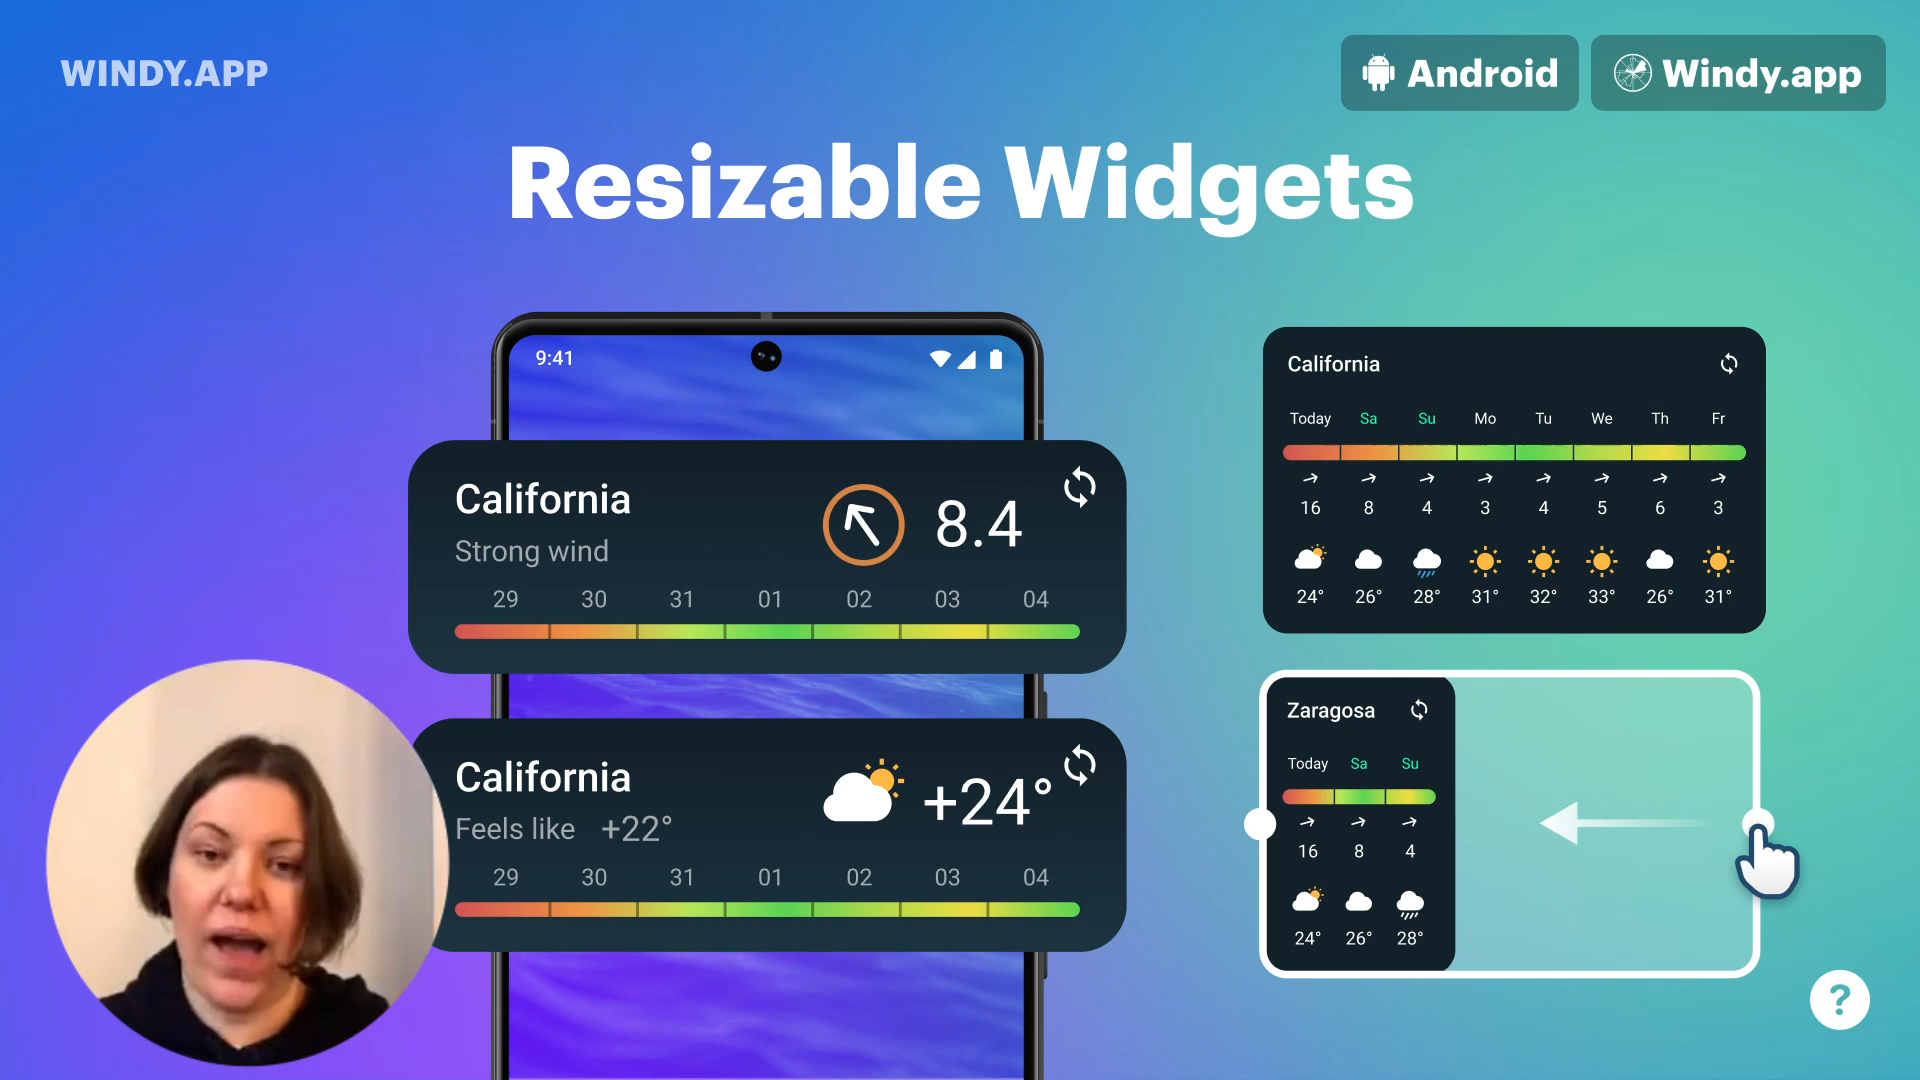 WINDY.APP
Android
Windy.app
Resizable Widgets
9:41
California
Strong wind
8.4
29 30 31 01 02 03 04
California
Feels like +22°
+24°
29 30 31 01 02 03 04
California
Today Sa Su Mo Tu We Th Fr
16 8 4 3 4 5 6 3
24° 26° 28° 31° 32° 33° 26° 31°
Zaragosa
Today Sa Su
16 8 4
24° 26° 28°
?